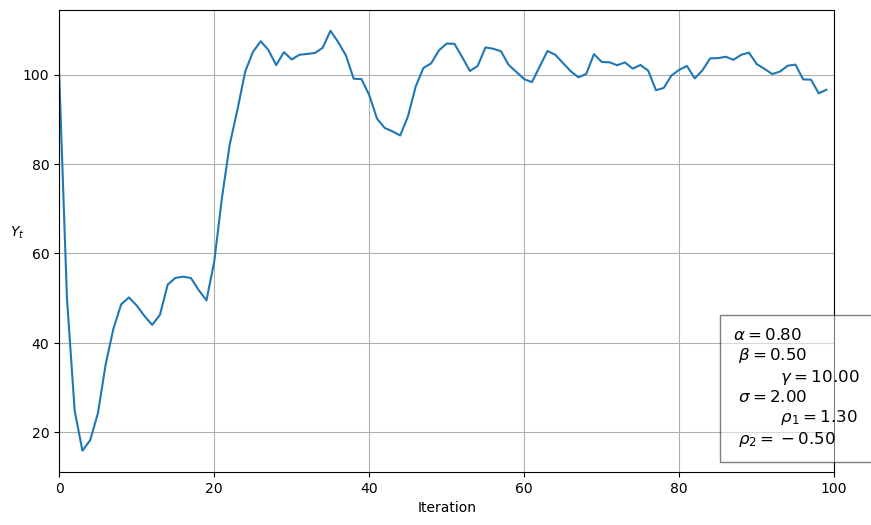 100
80
60
40
20
Y_t
α = 0.80
β = 0.50
γ = 10.00
σ = 2.00
ρ₁ = 1.30
ρ₂ = −0.50
0 20 40 60 80 100
Iteration